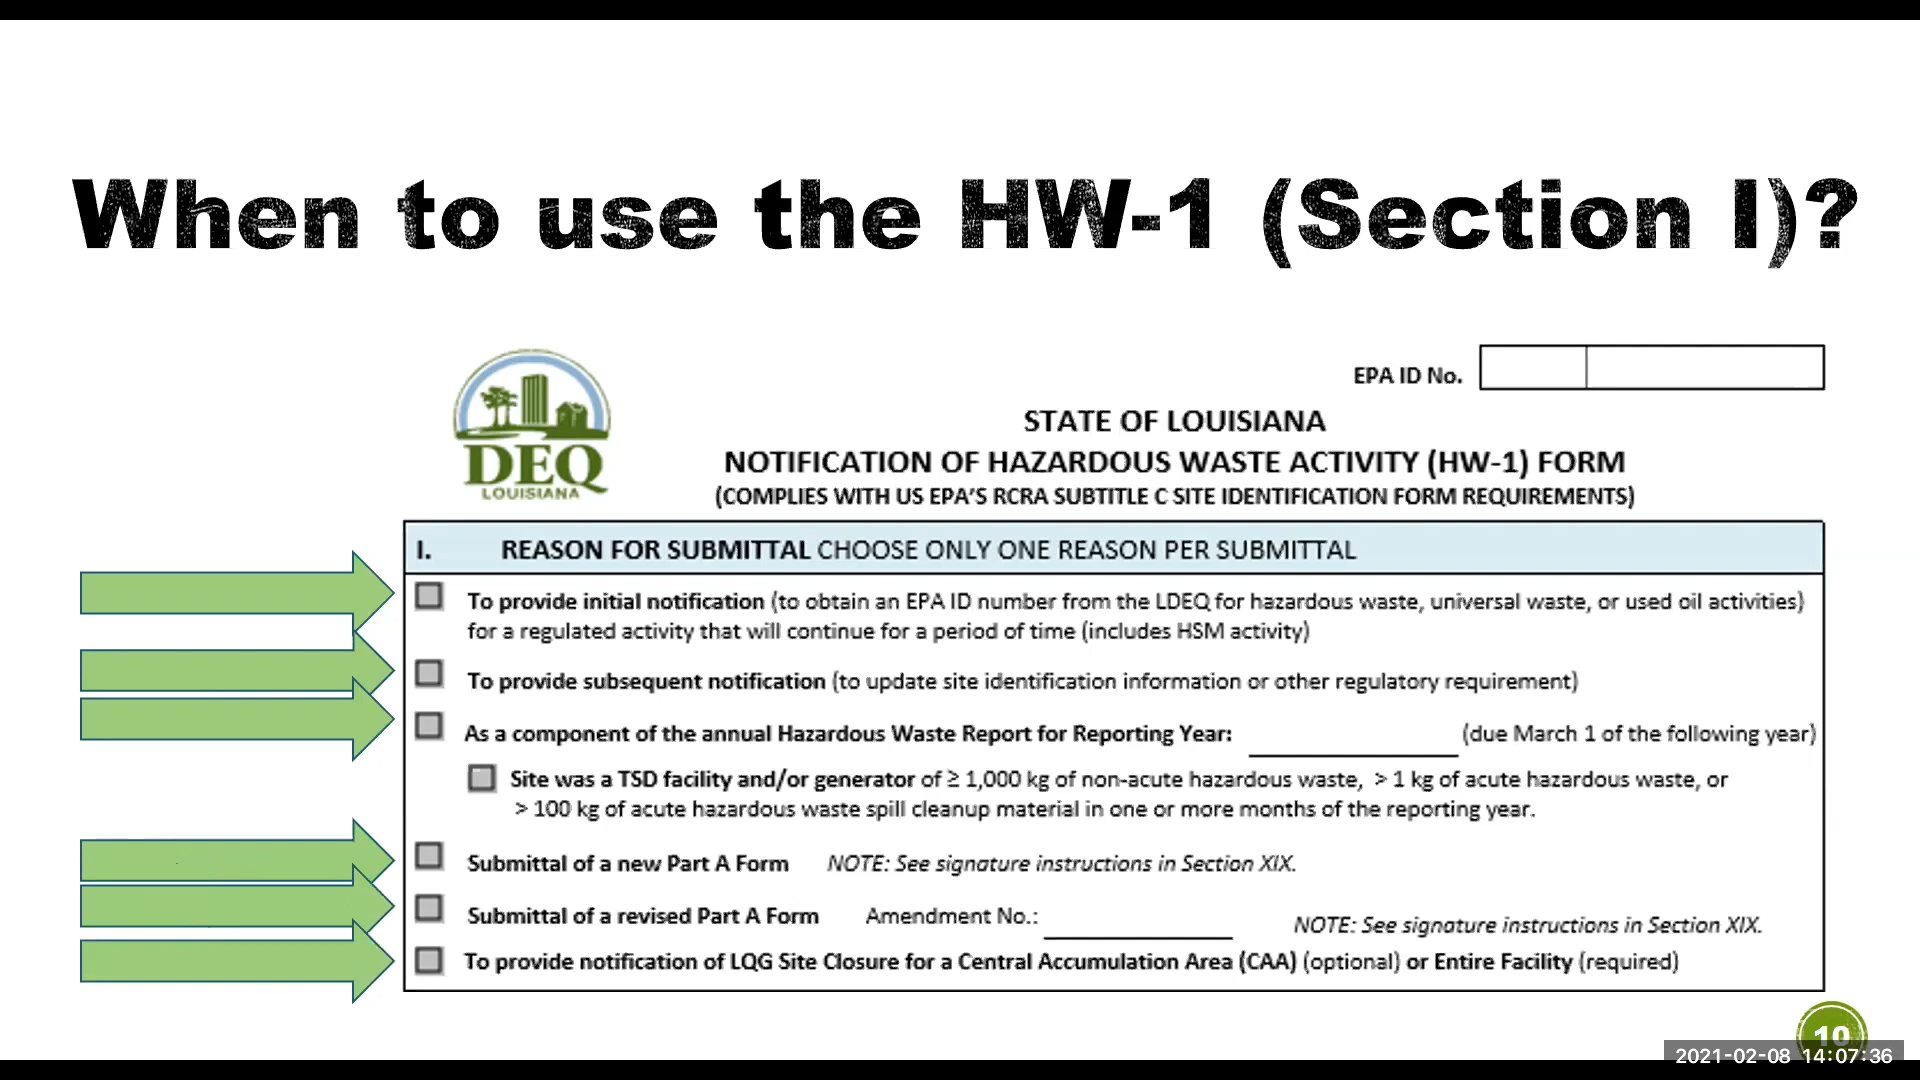 When to use the HW-1 (Section I)?
DEQ
LOUISIANA
EPA ID No.
STATE OF LOUISIANA
NOTIFICATION OF HAZARDOUS WASTE ACTIVITY (HW-1) FORM
(COMPLIES WITH US EPA’S RCRA SUBTITLE C SITE IDENTIFICATION FORM REQUIREMENTS)
I. REASON FOR SUBMITTAL CHOOSE ONLY ONE REASON PER SUBMITTAL
To provide initial notification (to obtain an EPA ID number from the LDEQ for hazardous waste, universal waste, or used oil activities)
for a regulated activity that will continue for a period of time (includes HSM activity)
To provide subsequent notification (to update site identification information or other regulatory requirement)
As a component of the annual Hazardous Waste Report for Reporting Year: (due March 1 of the following year)
Site was a TSD facility and/or generator of ≥ 1,000 kg of non-acute hazardous waste, > 1 kg of acute hazardous waste, or
> 100 kg of acute hazardous waste spill cleanup material in one or more months of the reporting year.
Submittal of a new Part A Form NOTE: See signature instructions in Section XIX.
Submittal of a revised Part A Form Amendment No.: NOTE: See signature instructions in Section XIX.
To provide notification of LQG Site Closure for a Central Accumulation Area (CAA) (optional) or Entire Facility (required)
10
2021-02-08 14:07:36